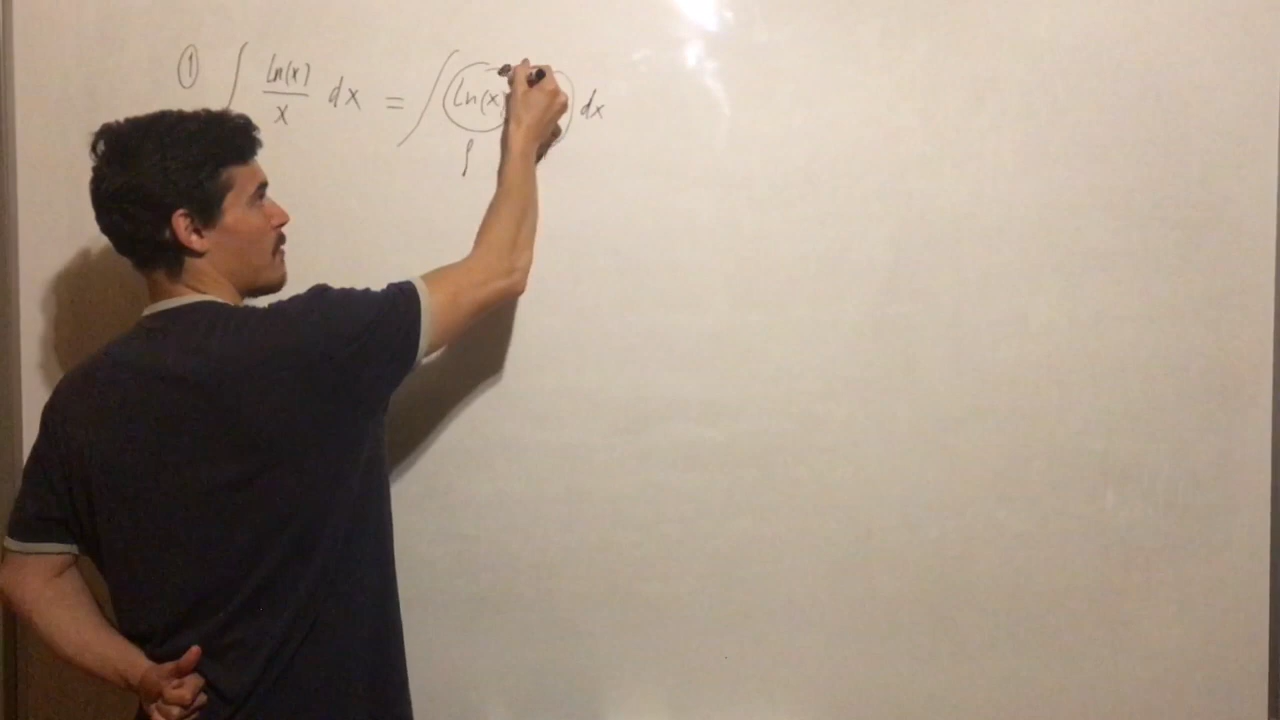 ① ∫ ln(x)/x dx = ∫ ln(x) dx
f